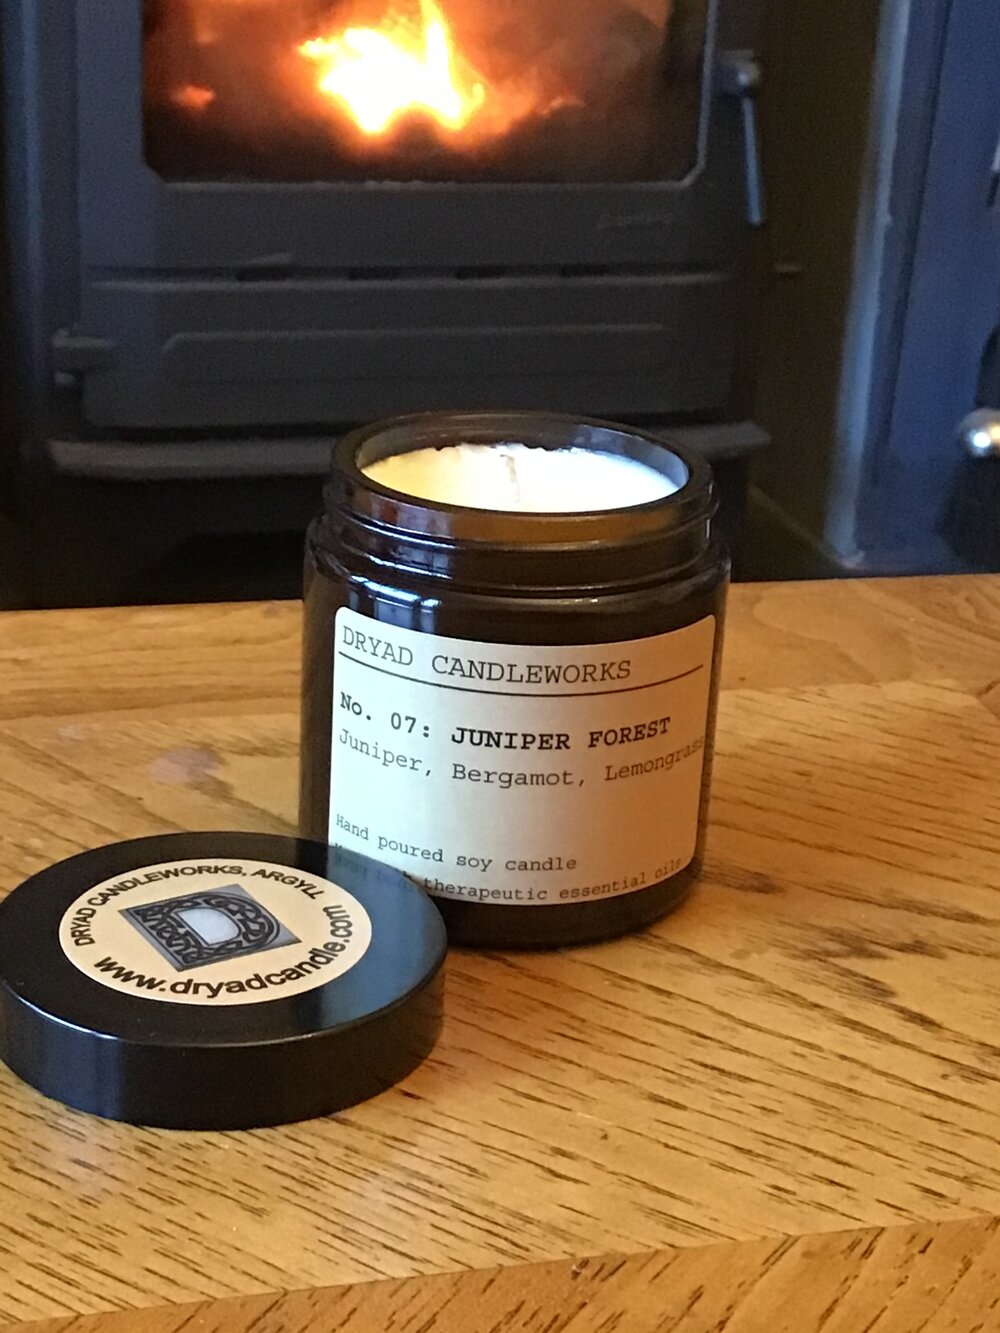 DRYAD CANDLEWORKS
No. 07: JUNIPER FOREST
Juniper, Bergamot, Lemongrass
Hand poured soy candle
therapeutic essential oils
DRYAD CANDLEWORKS, ARGYLL
D
www.dryadcandle.com